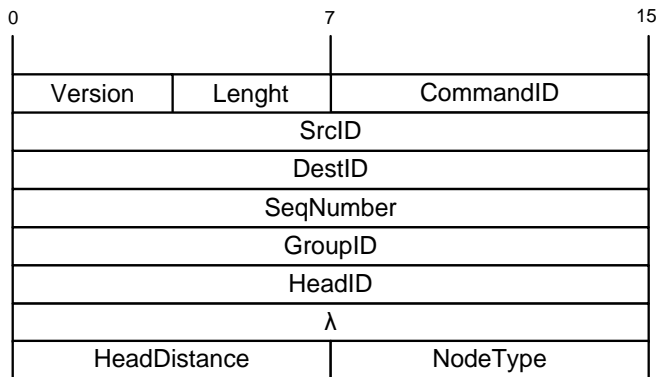 0 7 15
Version Lenght CommandID
SrcID
DestID
SeqNumber
GroupID
HeadID
λ
HeadDistance NodeType